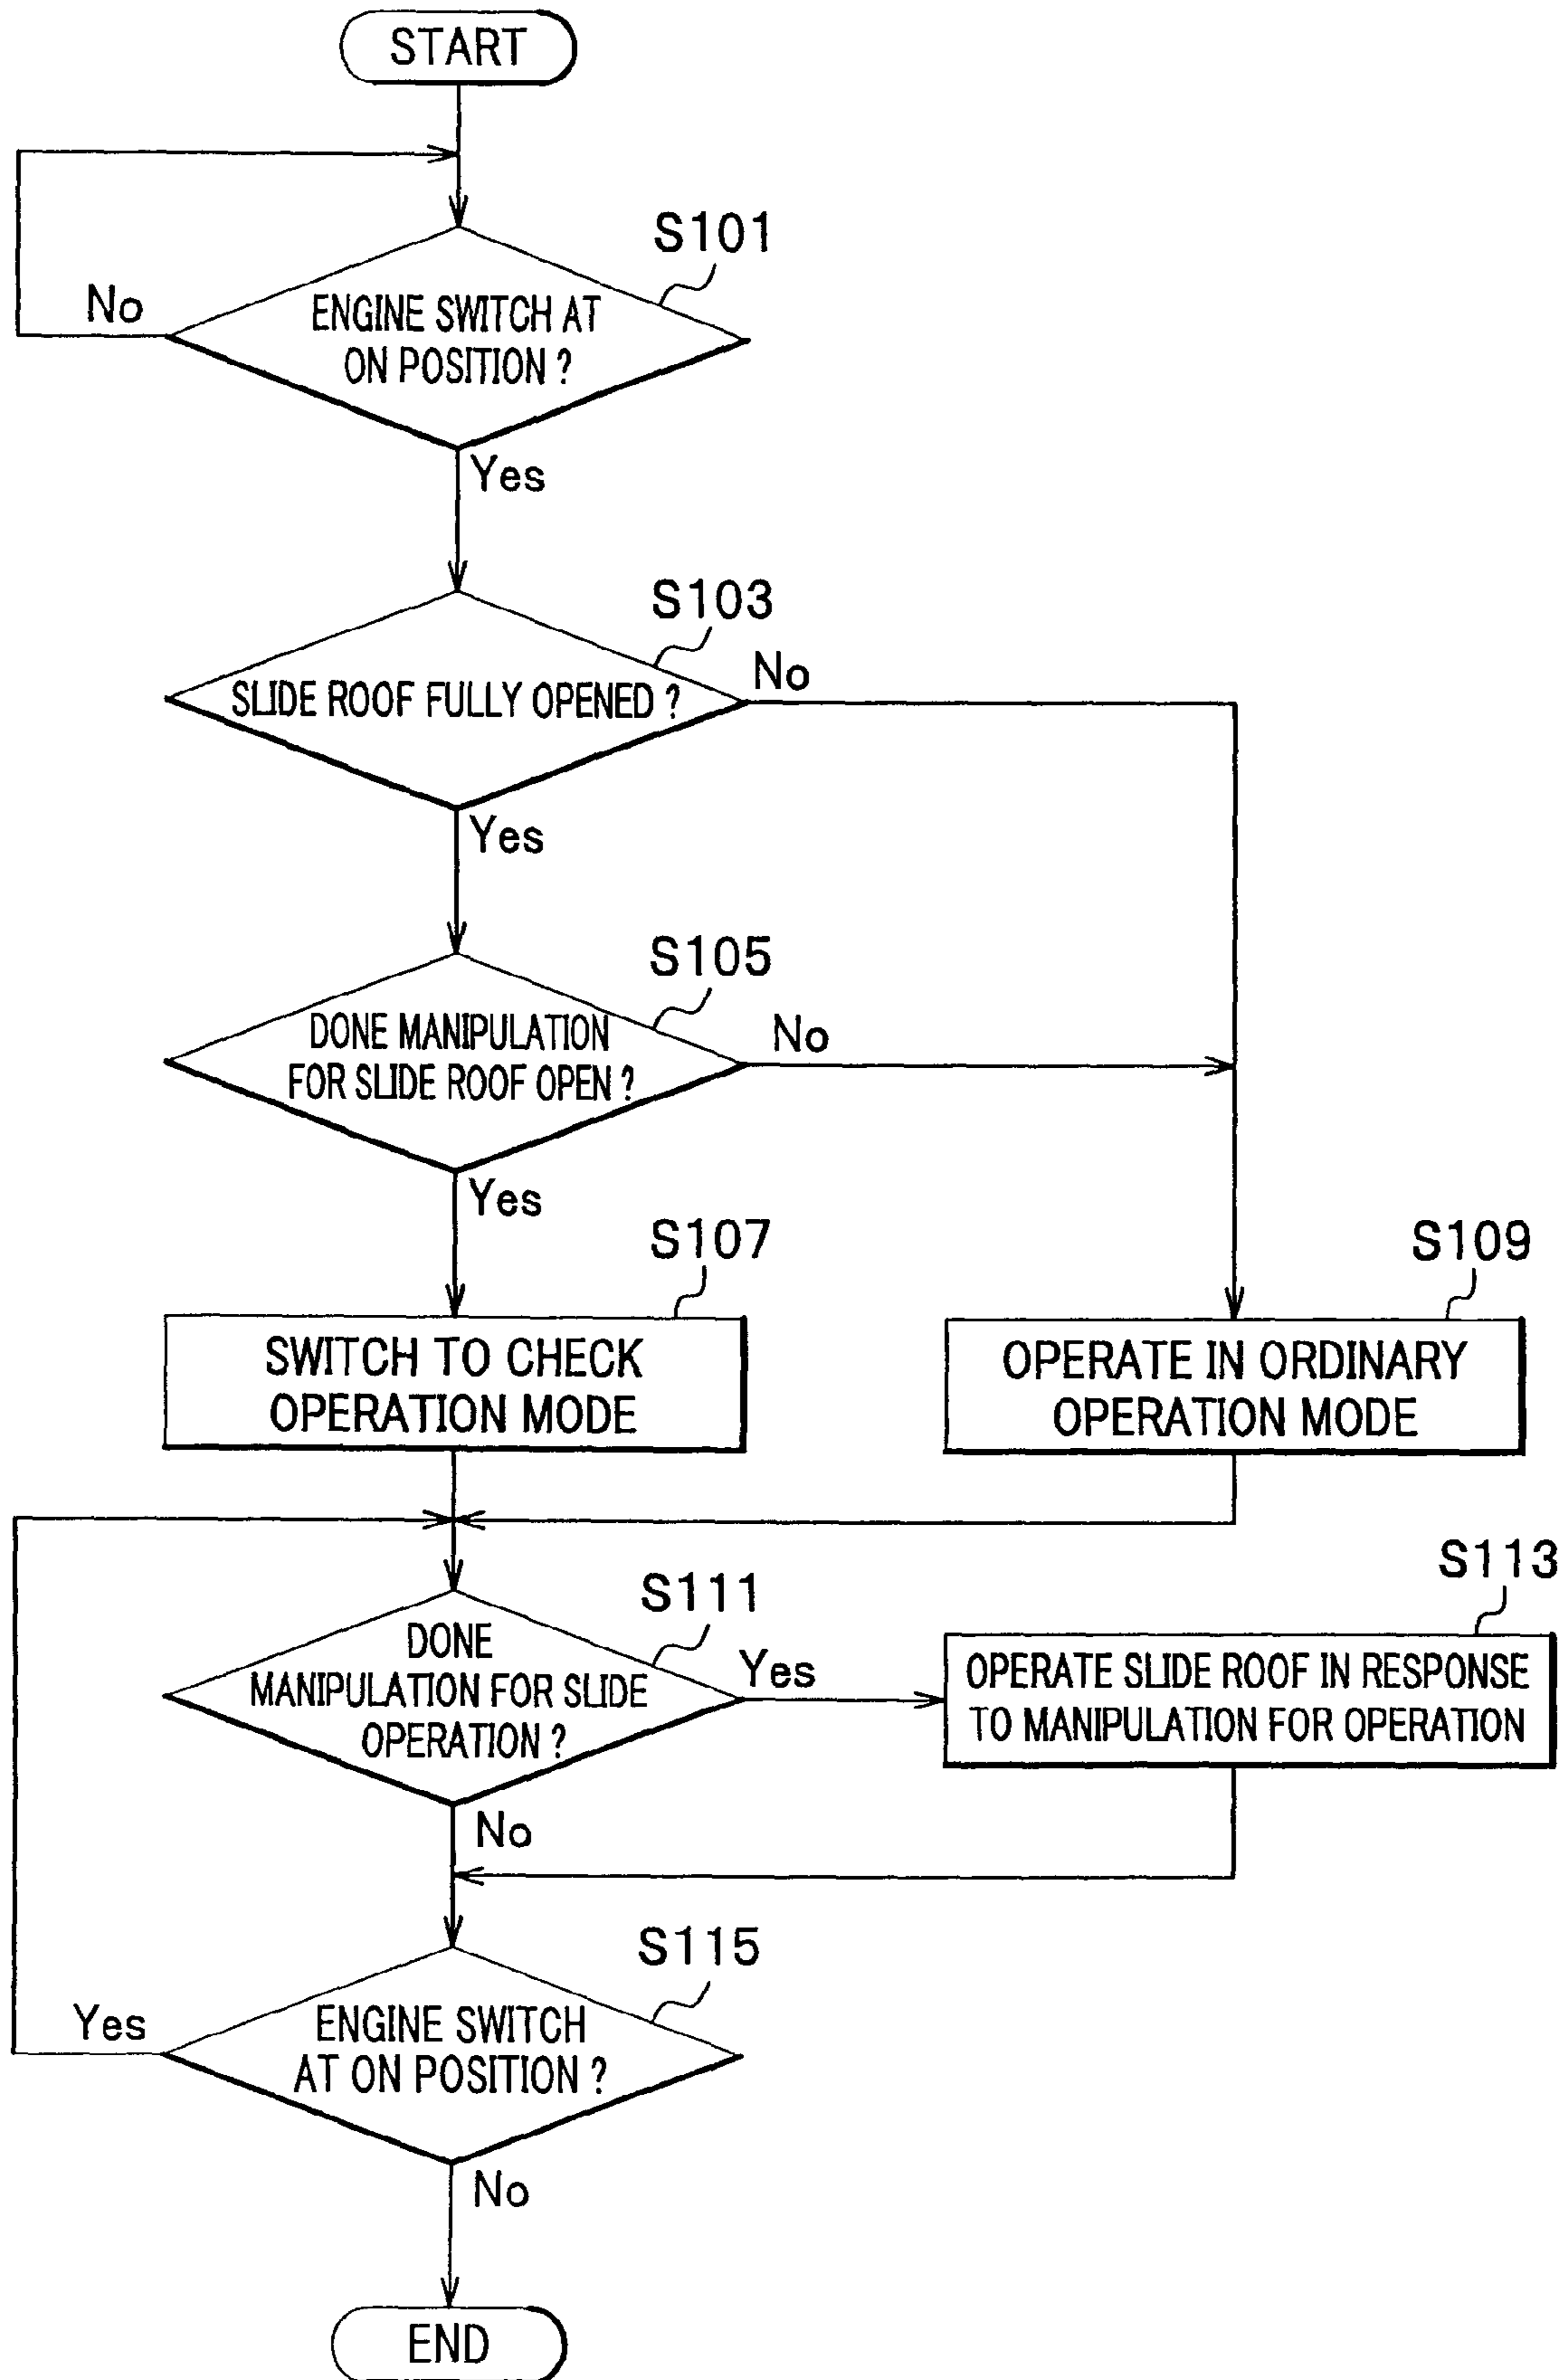 START
S101
No
ENGINE SWITCH AT
ON POSITION ?
Yes
S103
No
SLIDE ROOF FULLY OPENED ?
Yes
S105
DONE MANIPULATION
FOR SLIDE ROOF OPEN ?
No
Yes
S107
S109
SWITCH TO CHECK
OPERATION MODE
OPERATE IN ORDINARY
OPERATION MODE
S111
S113
DONE
MANIPULATION FOR SLIDE
OPERATION ?
Yes
OPERATE SLIDE ROOF IN RESPONSE
TO MANIPULATION FOR OPERATION
No
S115
Yes
ENGINE SWITCH
AT ON POSITION ?
No
END